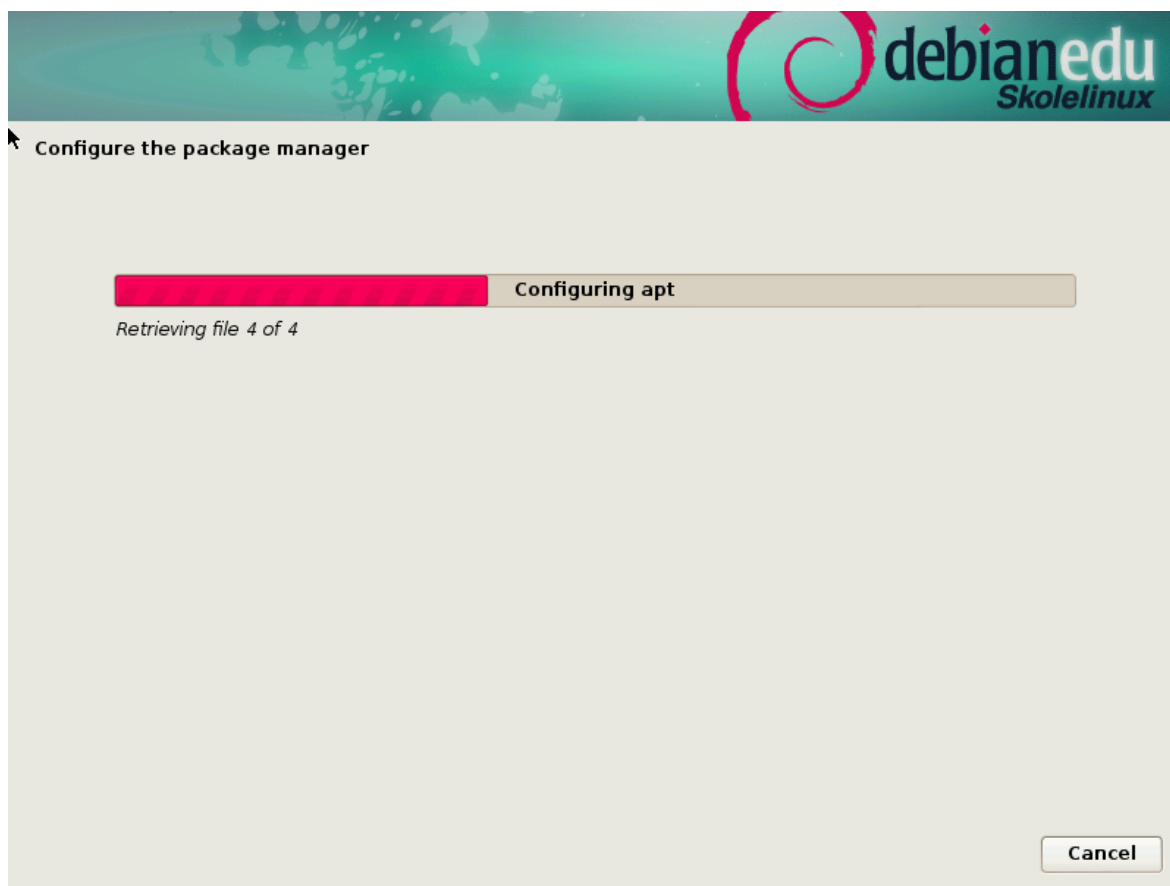 debianedu
Skolelinux
Configure the package manager
Configuring apt
Retrieving file 4 of 4
Cancel